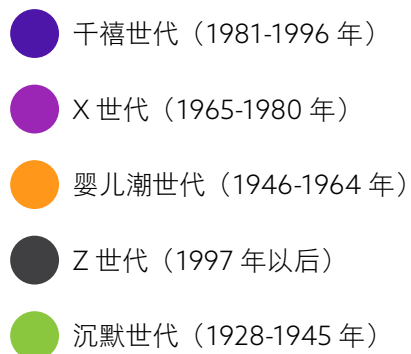 千禧世代（1981-1996 年）
X 世代（1965-1980 年）
婴儿潮世代（1946-1964 年）
Z 世代（1997 年以后）
沉默世代（1928-1945 年）